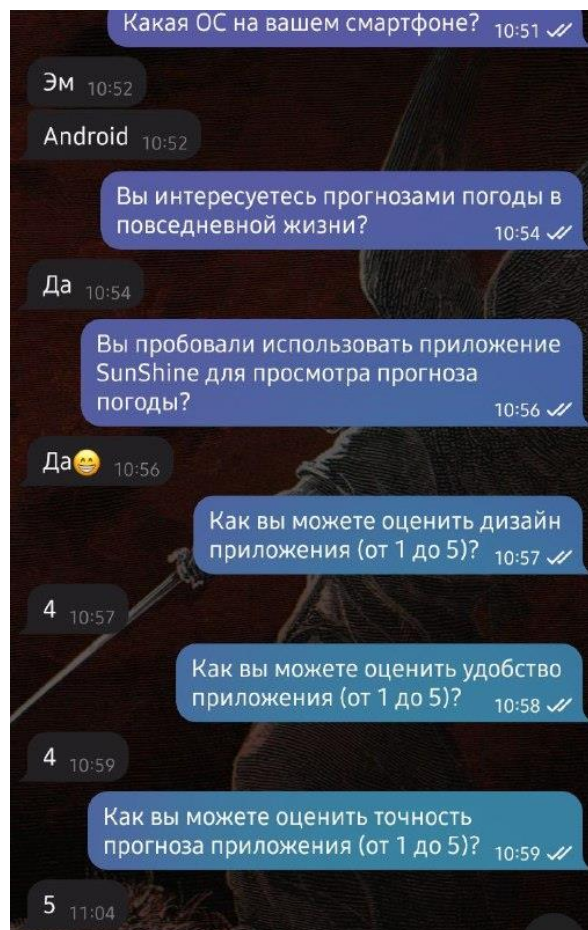 Какая ОС на вашем смартфоне? 10:51
Эм 10:52
Android 10:52
Вы интересуетесь прогнозами погоды в
повседневной жизни? 10:54
Да 10:54
Вы пробовали использовать приложение
SunShine для просмотра прогноза
погоды? 10:56
Да😁 10:56
Как вы можете оценить дизайн
приложения (от 1 до 5)? 10:57
4 10:57
Как вы можете оценить удобство
приложения (от 1 до 5)? 10:58
4 10:59
Как вы можете оценить точность
прогноза приложения (от 1 до 5)? 10:59
5 11:04